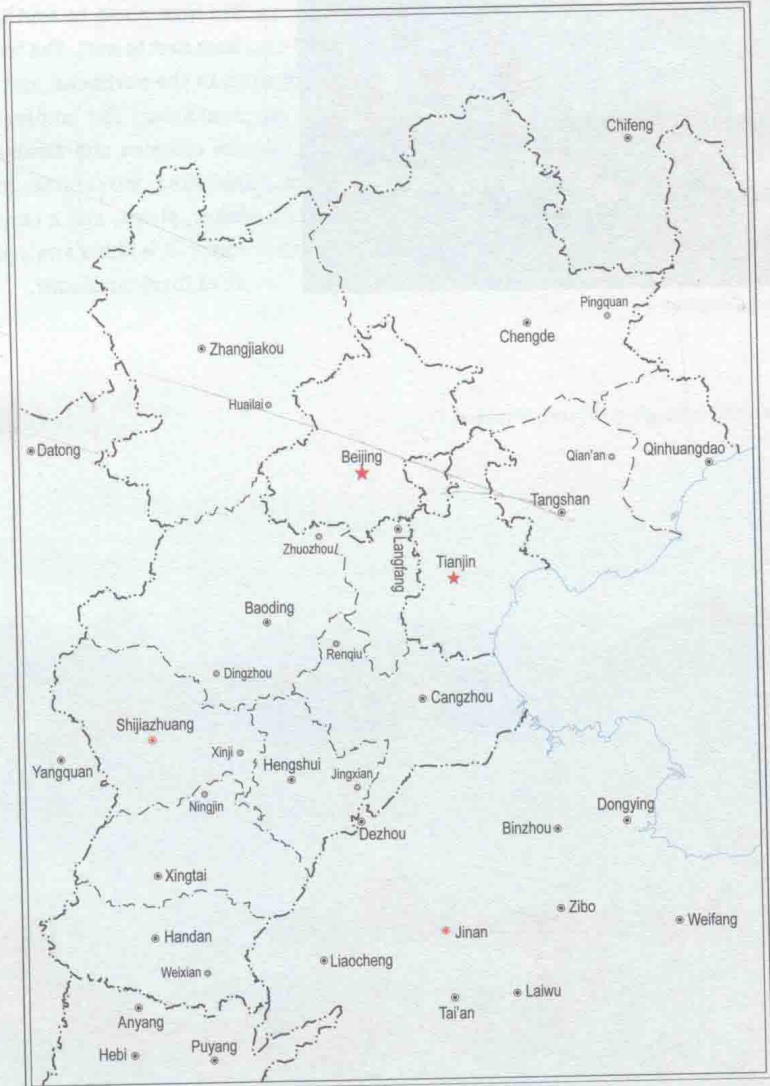 Chifeng
Pingquan
Chengde
Zhangjiakou
Huailai
Datong
Beijing
Qian'an
Qinhuangdao
Tangshan
Zhuozhou
Langfang
Tianjin
Baoding
Renqiu
Dingzhou
Cangzhou
Shijiazhuang
Xinji
Yangquan
Hengshui
Jingxian
Ningjin
Dezhou
Binzhou
Dongying
Xingtai
Zibo
Weifang
Handan
Jinan
Weixian
Liaocheng
Laiwu
Tai'an
Anyang
Hebi
Puyang